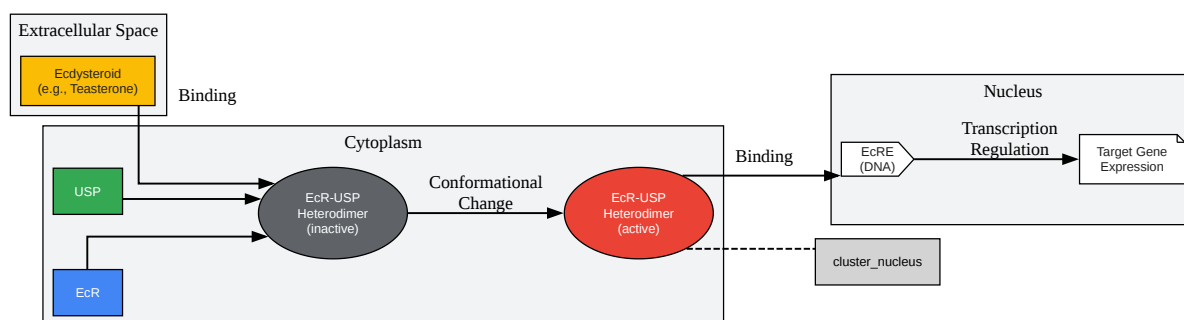 Extracellular Space
Ecdysteroid
(e.g., Teasterone)
Binding
Cytoplasm
USP
EcR
EcR-USP
Heterodimer
(inactive)
Conformational
Change
EcR-USP
Heterodimer
(active)
Binding
cluster_nucleus
Nucleus
EcRE
(DNA)
Transcription
Regulation
Target Gene
Expression